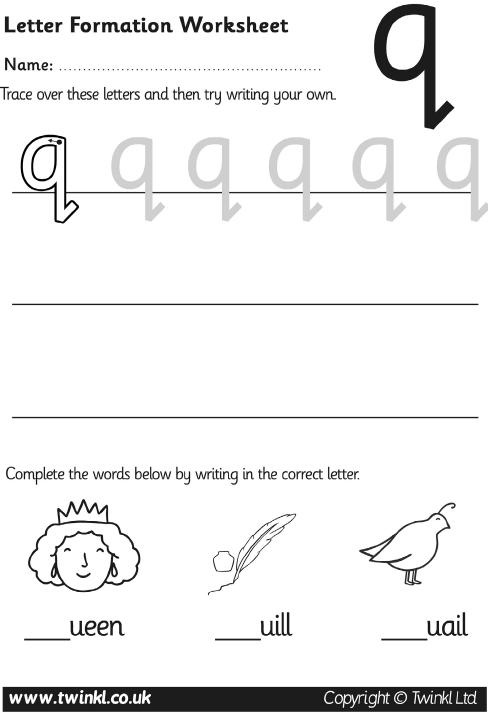 Letter Formation Worksheet
q
Name: ........................................................
Trace over these letters and then try writing your own.
q q q q q q
Complete the words below by writing in the correct letter.
___ueen ___uill ___uail
www.twinkl.co.uk Copyright © Twinkl Ltd.